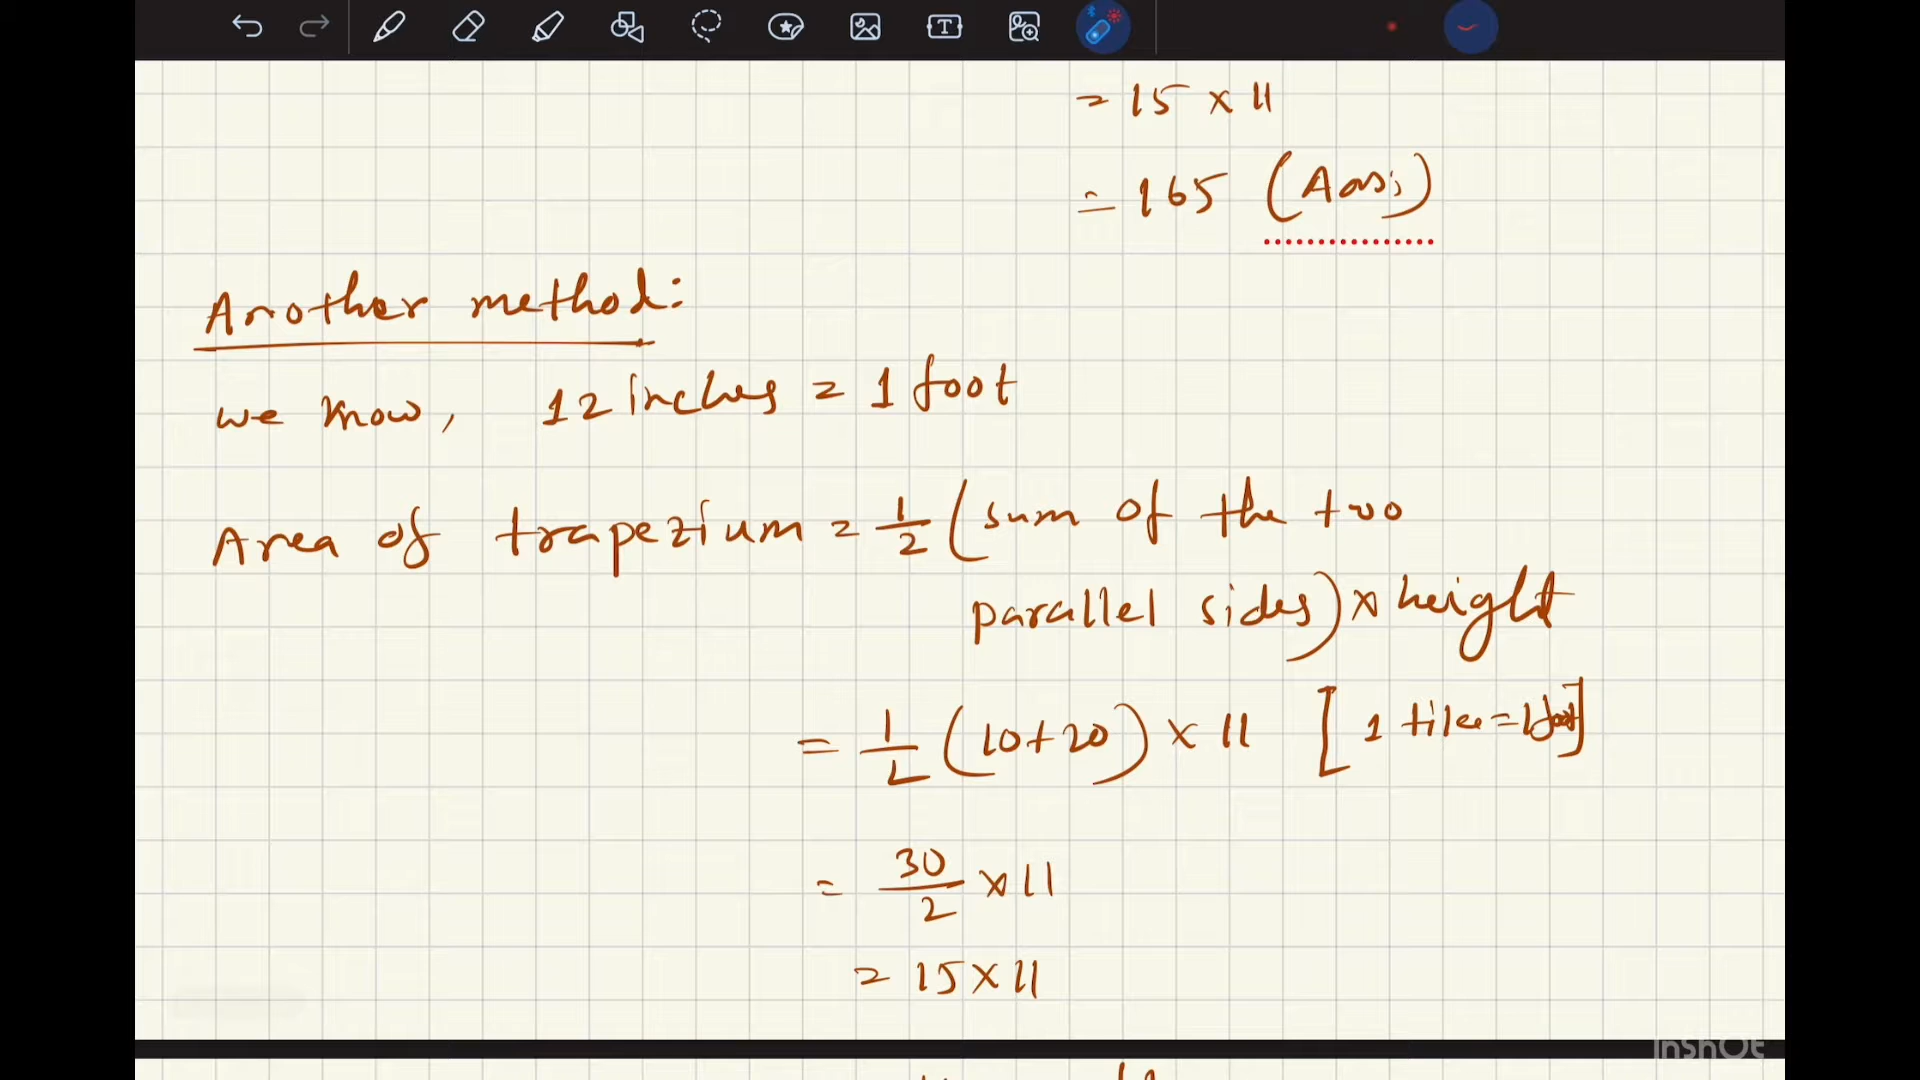 = 15 × 11
= 165 (Ans;)
Another method:
we know, 12 inches = 1 foot
Area of trapezium = 1/2 (sum of the two
parallel sides) × height
= 1/2 (10+20) × 11 [1 tile = 1 foot]
= 30/2 × 11
= 15 × 11
InShOt